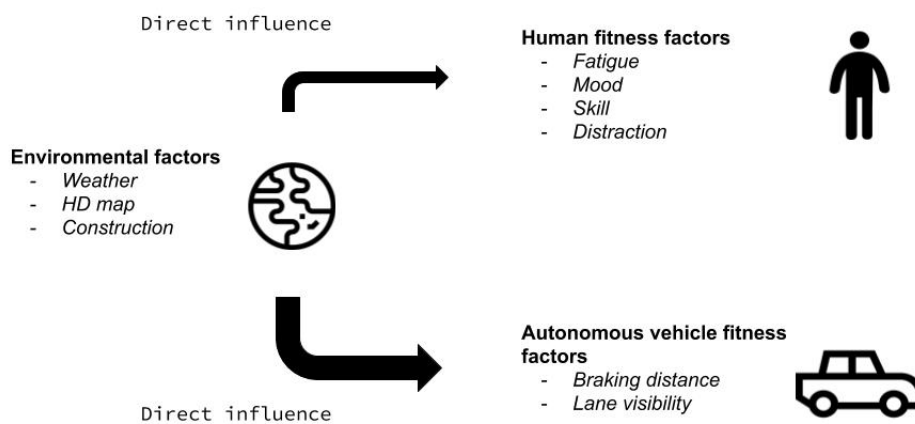 Direct influence
Human fitness factors
- Fatigue
- Mood
- Skill
- Distraction
Environmental factors
- Weather
- HD map
- Construction
Autonomous vehicle fitness
factors
- Braking distance
- Lane visibility
Direct influence